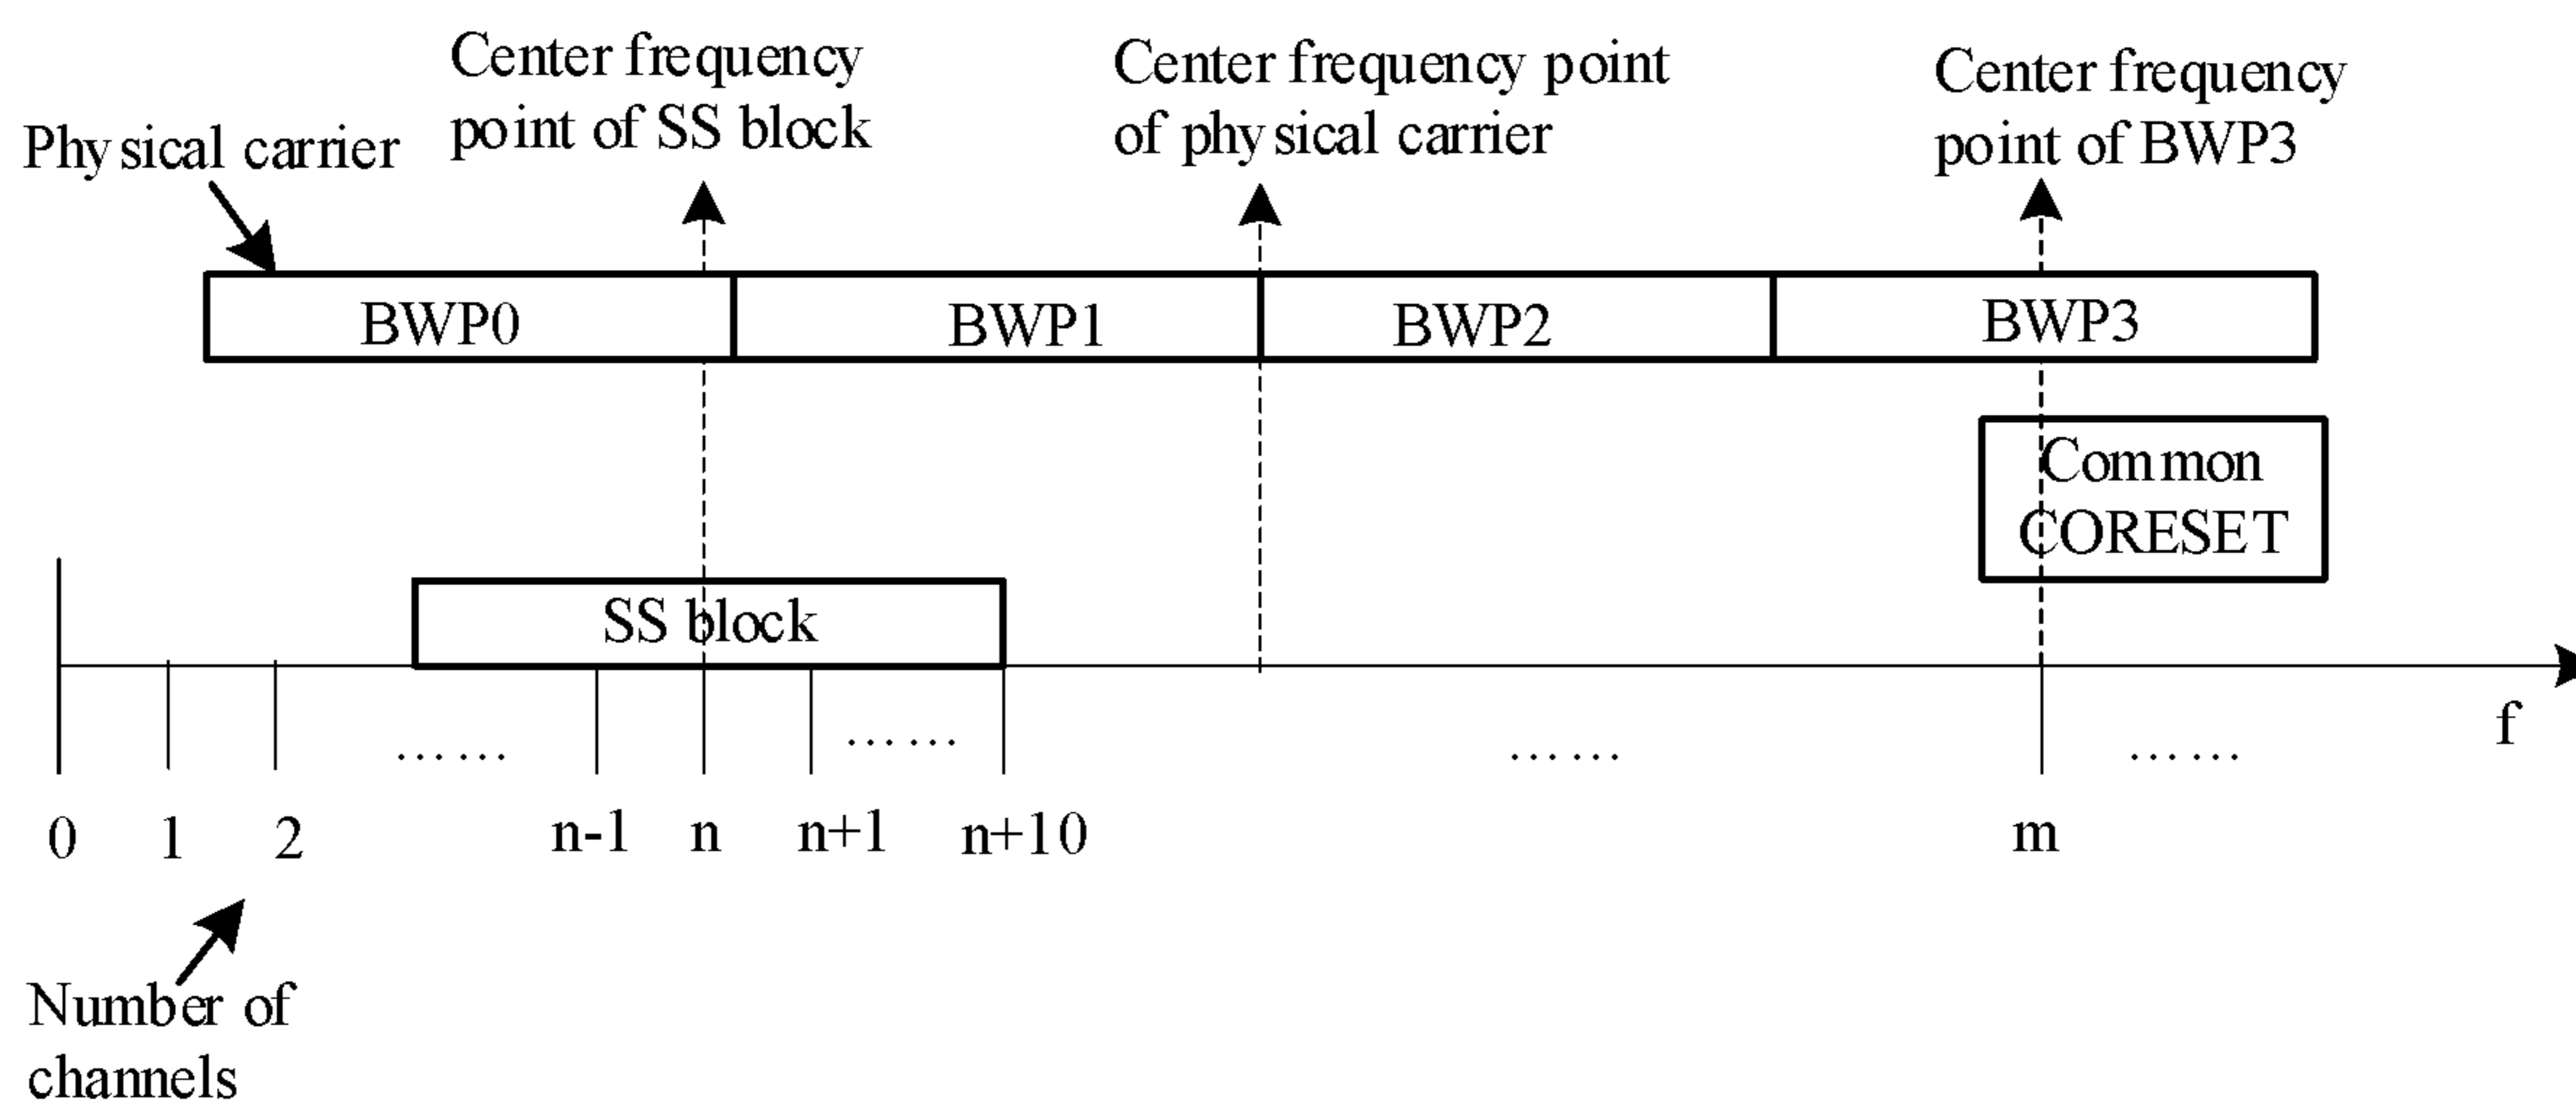 Center frequency
point of SS block
Center frequency point
of physical carrier
Center frequency
point of BWP3
Physical carrier
BWP0
BWP1
BWP2
BWP3
Common
CORESET
SS block
……
……
……
……
f
0
1
2
n-1
n
n+1
n+10
m
Number of
channels